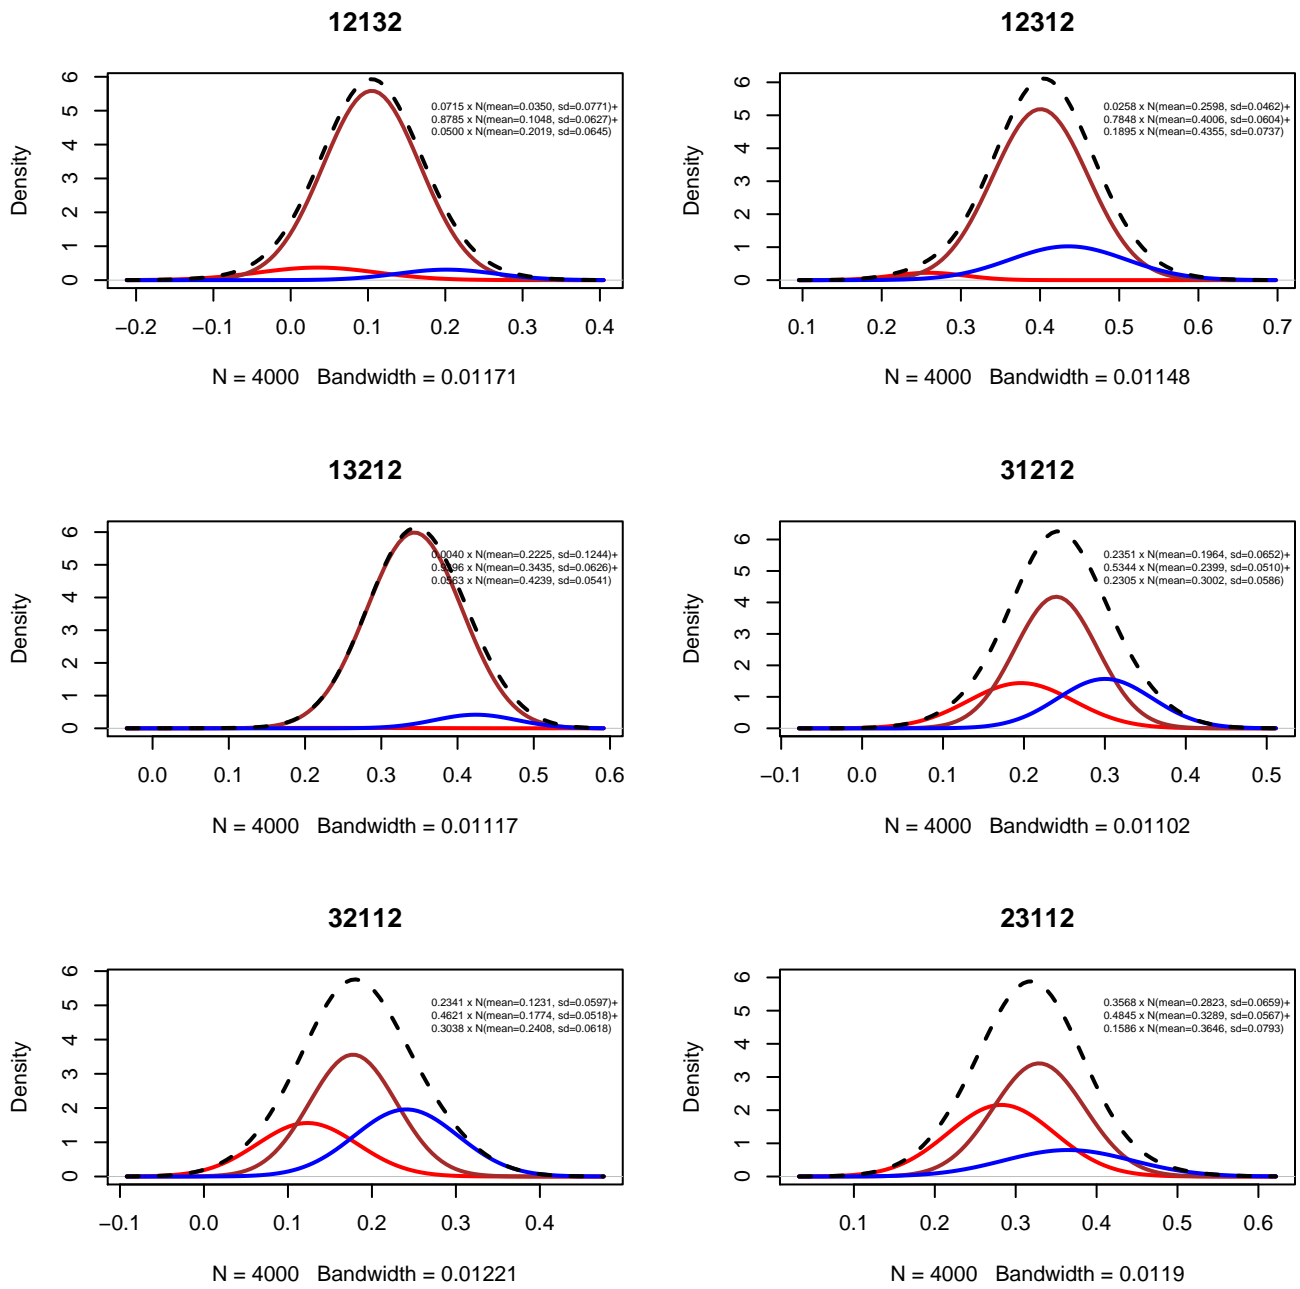 12132
Density
0 1 2 3 4 5 6
0.0715 x N(mean=0.0350, sd=0.0771)+
0.8785 x N(mean=0.1048, sd=0.0627)+
0.0500 x N(mean=0.2019, sd=0.0645)
−0.2 −0.1 0.0 0.1 0.2 0.3 0.4
N = 4000 Bandwidth = 0.01171
12312
Density
0 1 2 3 4 5 6
0.0258 x N(mean=0.2598, sd=0.0462)+
0.7848 x N(mean=0.4006, sd=0.0604)+
0.1895 x N(mean=0.4355, sd=0.0737)
0.1 0.2 0.3 0.4 0.5 0.6 0.7
N = 4000 Bandwidth = 0.01148
13212
Density
0 1 2 3 4 5 6
0.0040 x N(mean=0.2225, sd=0.1244)+
0.9396 x N(mean=0.3435, sd=0.0626)+
0.0563 x N(mean=0.4239, sd=0.0541)
0.0 0.1 0.2 0.3 0.4 0.5 0.6
N = 4000 Bandwidth = 0.01117
31212
Density
0 1 2 3 4 5 6
0.2351 x N(mean=0.1964, sd=0.0652)+
0.5344 x N(mean=0.2399, sd=0.0510)+
0.2305 x N(mean=0.3002, sd=0.0586)
−0.1 0.0 0.1 0.2 0.3 0.4 0.5
N = 4000 Bandwidth = 0.01102
32112
Density
0 1 2 3 4 5 6
0.2341 x N(mean=0.1231, sd=0.0597)+
0.4621 x N(mean=0.1774, sd=0.0518)+
0.3038 x N(mean=0.2408, sd=0.0618)
−0.1 0.0 0.1 0.2 0.3 0.4
N = 4000 Bandwidth = 0.01221
23112
Density
0 1 2 3 4 5 6
0.3568 x N(mean=0.2823, sd=0.0659)+
0.4845 x N(mean=0.3289, sd=0.0567)+
0.1586 x N(mean=0.3646, sd=0.0793)
0.1 0.2 0.3 0.4 0.5 0.6
N = 4000 Bandwidth = 0.0119